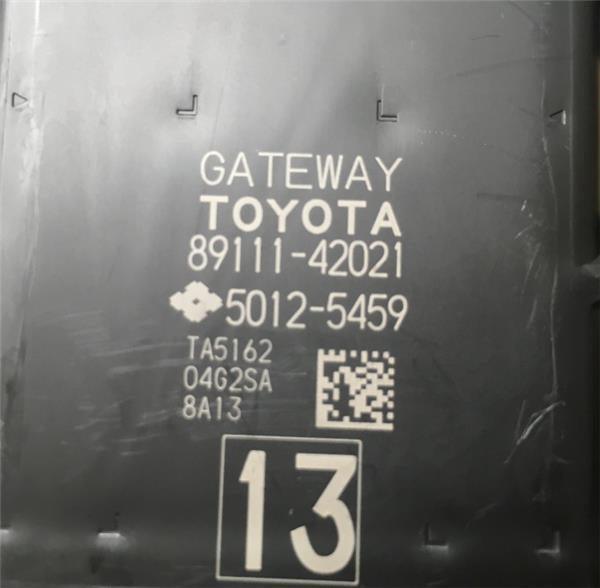 GATEWAY
TOYOTA
89111-42021
5012-5459
TA5162
04G2SA
8A13
13